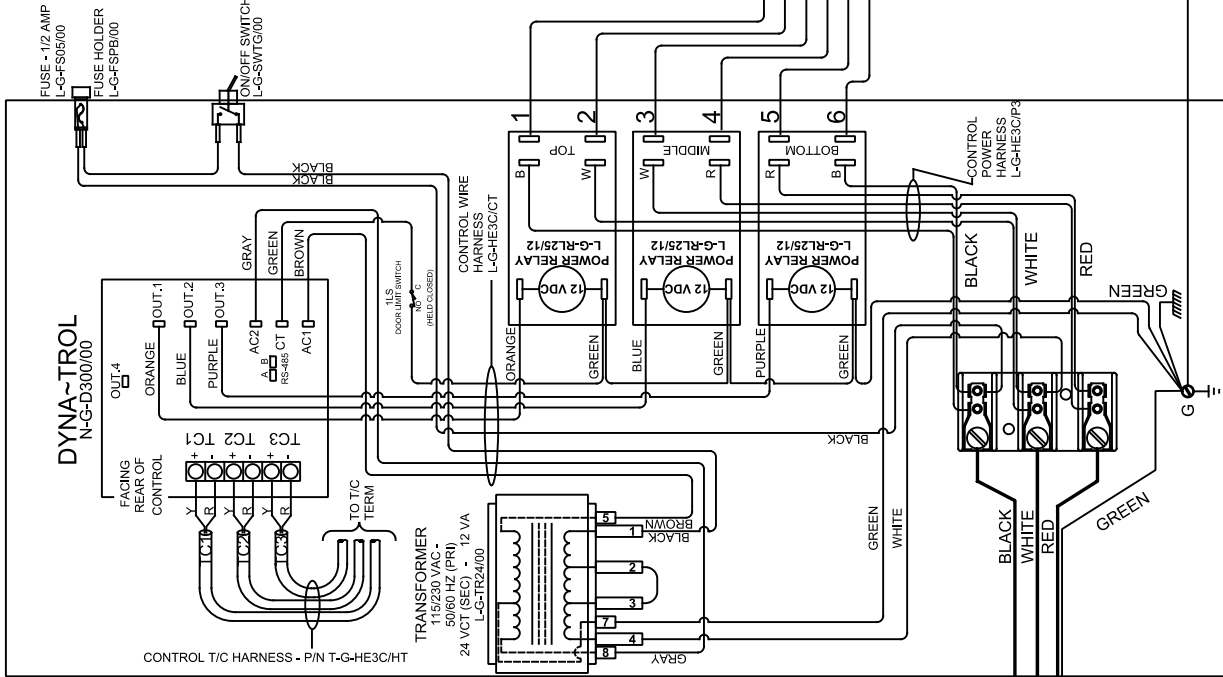 FUSE - 1/2 AMP
L-G-FS05/00
FUSE HOLDER
L-G-FSPB/00
ON/OFF SWITCH
L-G-SWTG/00
BLACK
BLACK
DYNA~TROL
N-G-D300/00
OUT.4
OUT.1
OUT.2
OUT.3
ORANGE
BLUE
PURPLE
AC2
CT
AC1
A B
RS-485
GRAY
GREEN
BROWN
1LS
DOOR LIMIT SWITCH
NO C
(HELD CLOSED)
CONTROL WIRE
HARNESS
L-G-HE3C/CT
FACING
REAR OF
CONTROL
TC1
TC2
TC3
+
-
+
-
+
-
Y
R
Y
R
Y
R
TC1
TC2
TC3
TO T/C
TERM
CONTROL T/C HARNESS - P/N T-G-HE3C/HT
TRANSFORMER
115/230 VAC -
50/60 HZ (PRI)
24 VCT (SEC) - 12 VA
L-G-TR24/00
5
1
2
3
7
4
8
BROWN
BLACK
GRAY
1
2
3
4
5
6
TOP
MIDDLE
BOTTOM
B
W
W
R
R
B
POWER RELAY
L-G-RL25/12
POWER RELAY
L-G-RL25/12
POWER RELAY
L-G-RL25/12
12 VDC
12 VDC
12 VDC
ORANGE
GREEN
BLUE
GREEN
PURPLE
GREEN
CONTROL
POWER
HARNESS
L-G-HE3C/P3
BLACK
WHITE
RED
GREEN
BLACK
GREEN
WHITE
BLACK
WHITE
RED
GREEN
G